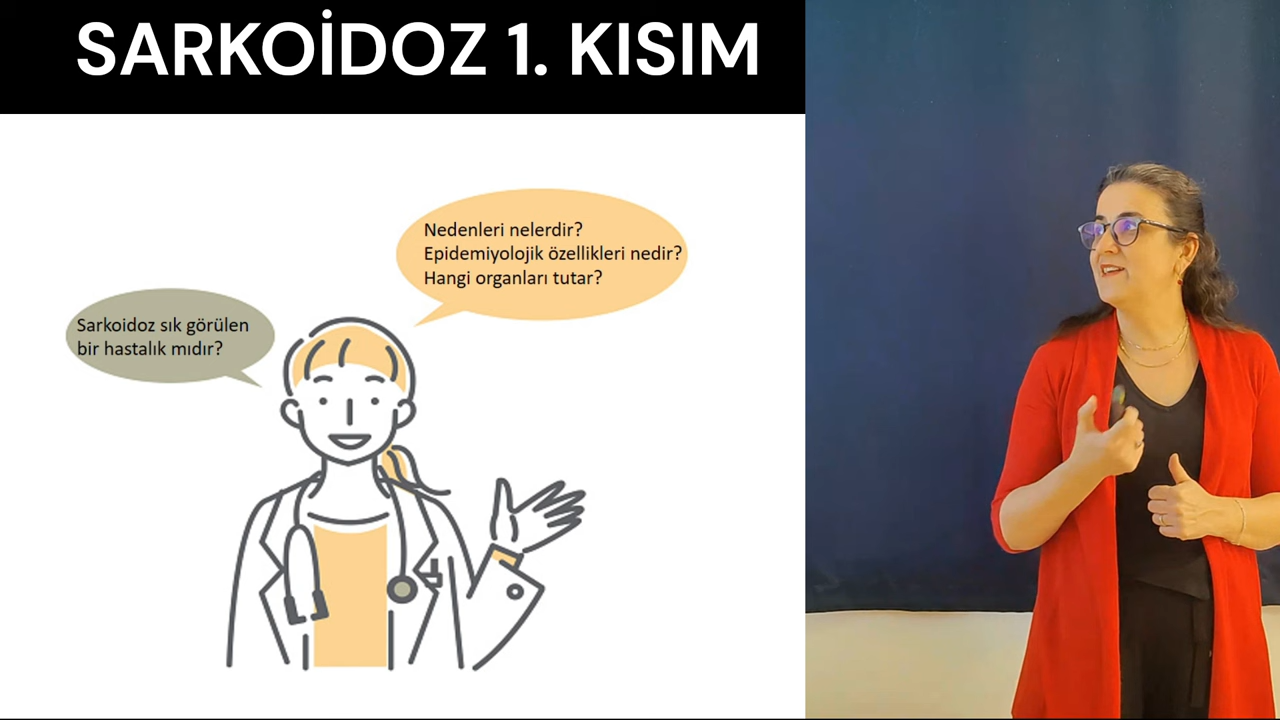 SARKOİDOZ 1. KISIM
Nedenleri nelerdir?
Epidemiyolojik özellikleri nedir?
Hangi organları tutar?
Sarkoidoz sık görülen
bir hastalık mıdır?